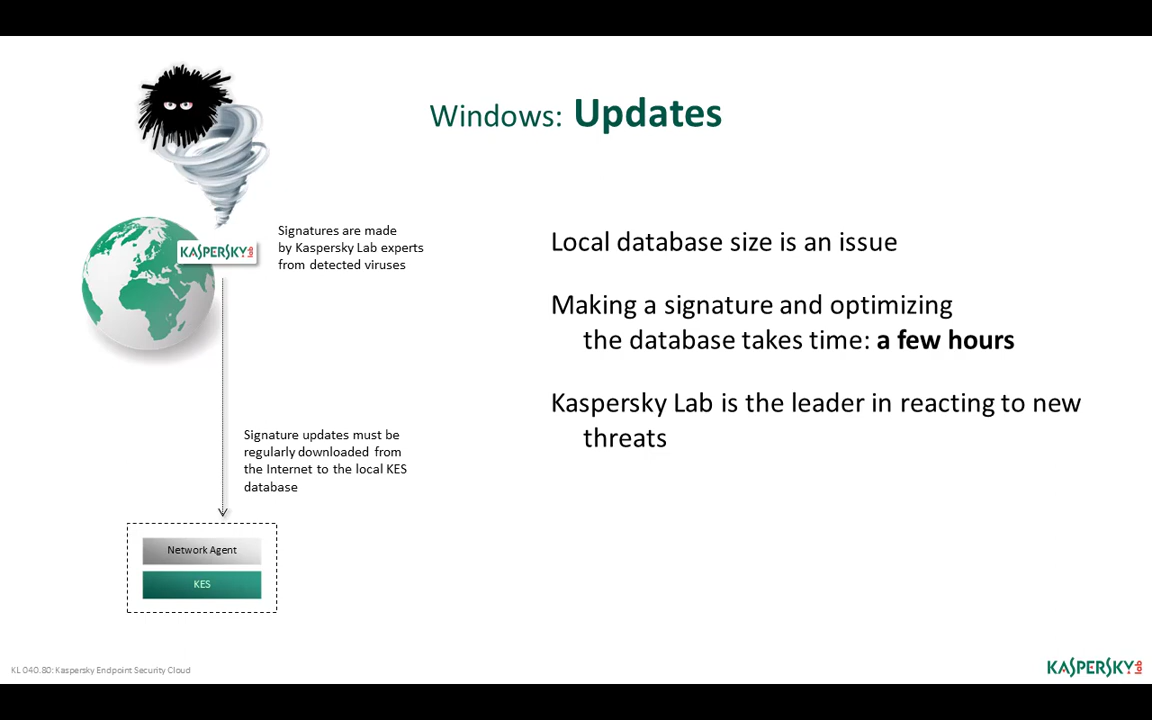 Windows: Updates
KASPERSKY lab
Signatures are made
by Kaspersky Lab experts
from detected viruses
Local database size is an issue
Making a signature and optimizing
the database takes time: a few hours
Kaspersky Lab is the leader in reacting to new
threats
Signature updates must be
regularly downloaded from
the Internet to the local KES
database
Network Agent
KES
KL 040.80: Kaspersky Endpoint Security Cloud
KASPERSKY lab